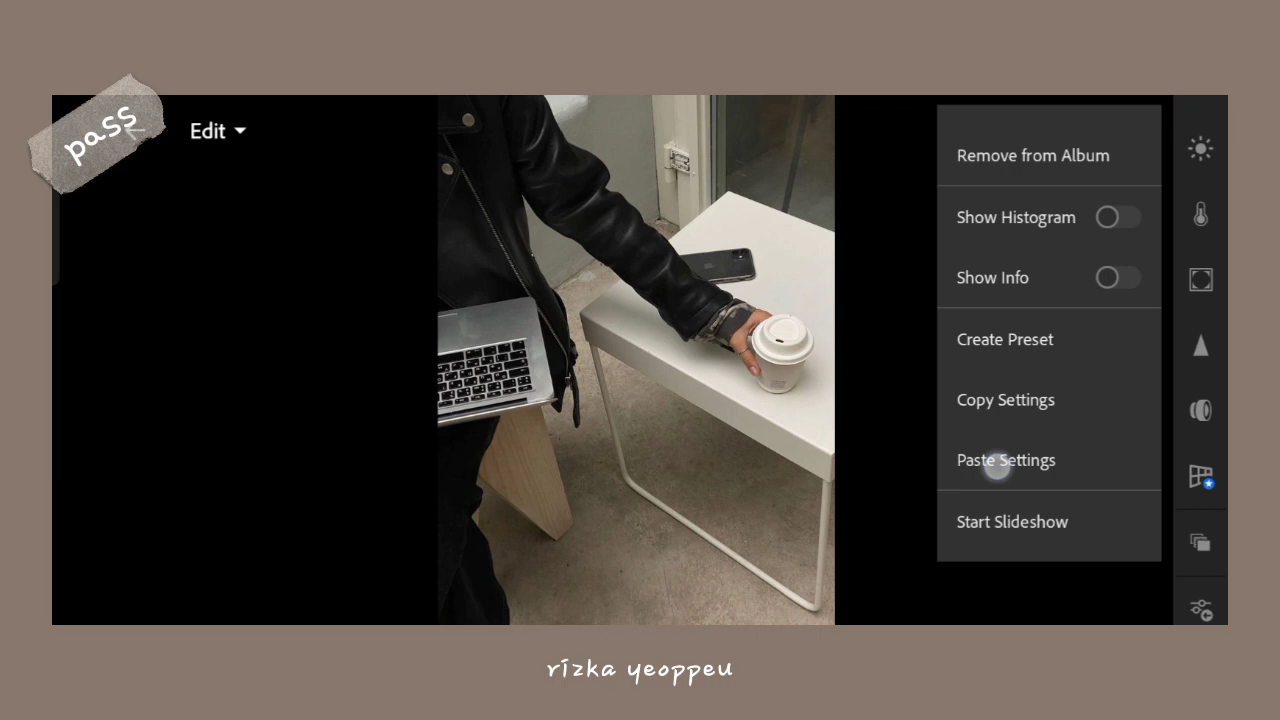 pass
Edit
Remove from Album
Show Histogram
Show Info
Create Preset
Copy Settings
Paste Settings
Start Slideshow
rizka yeoppeu